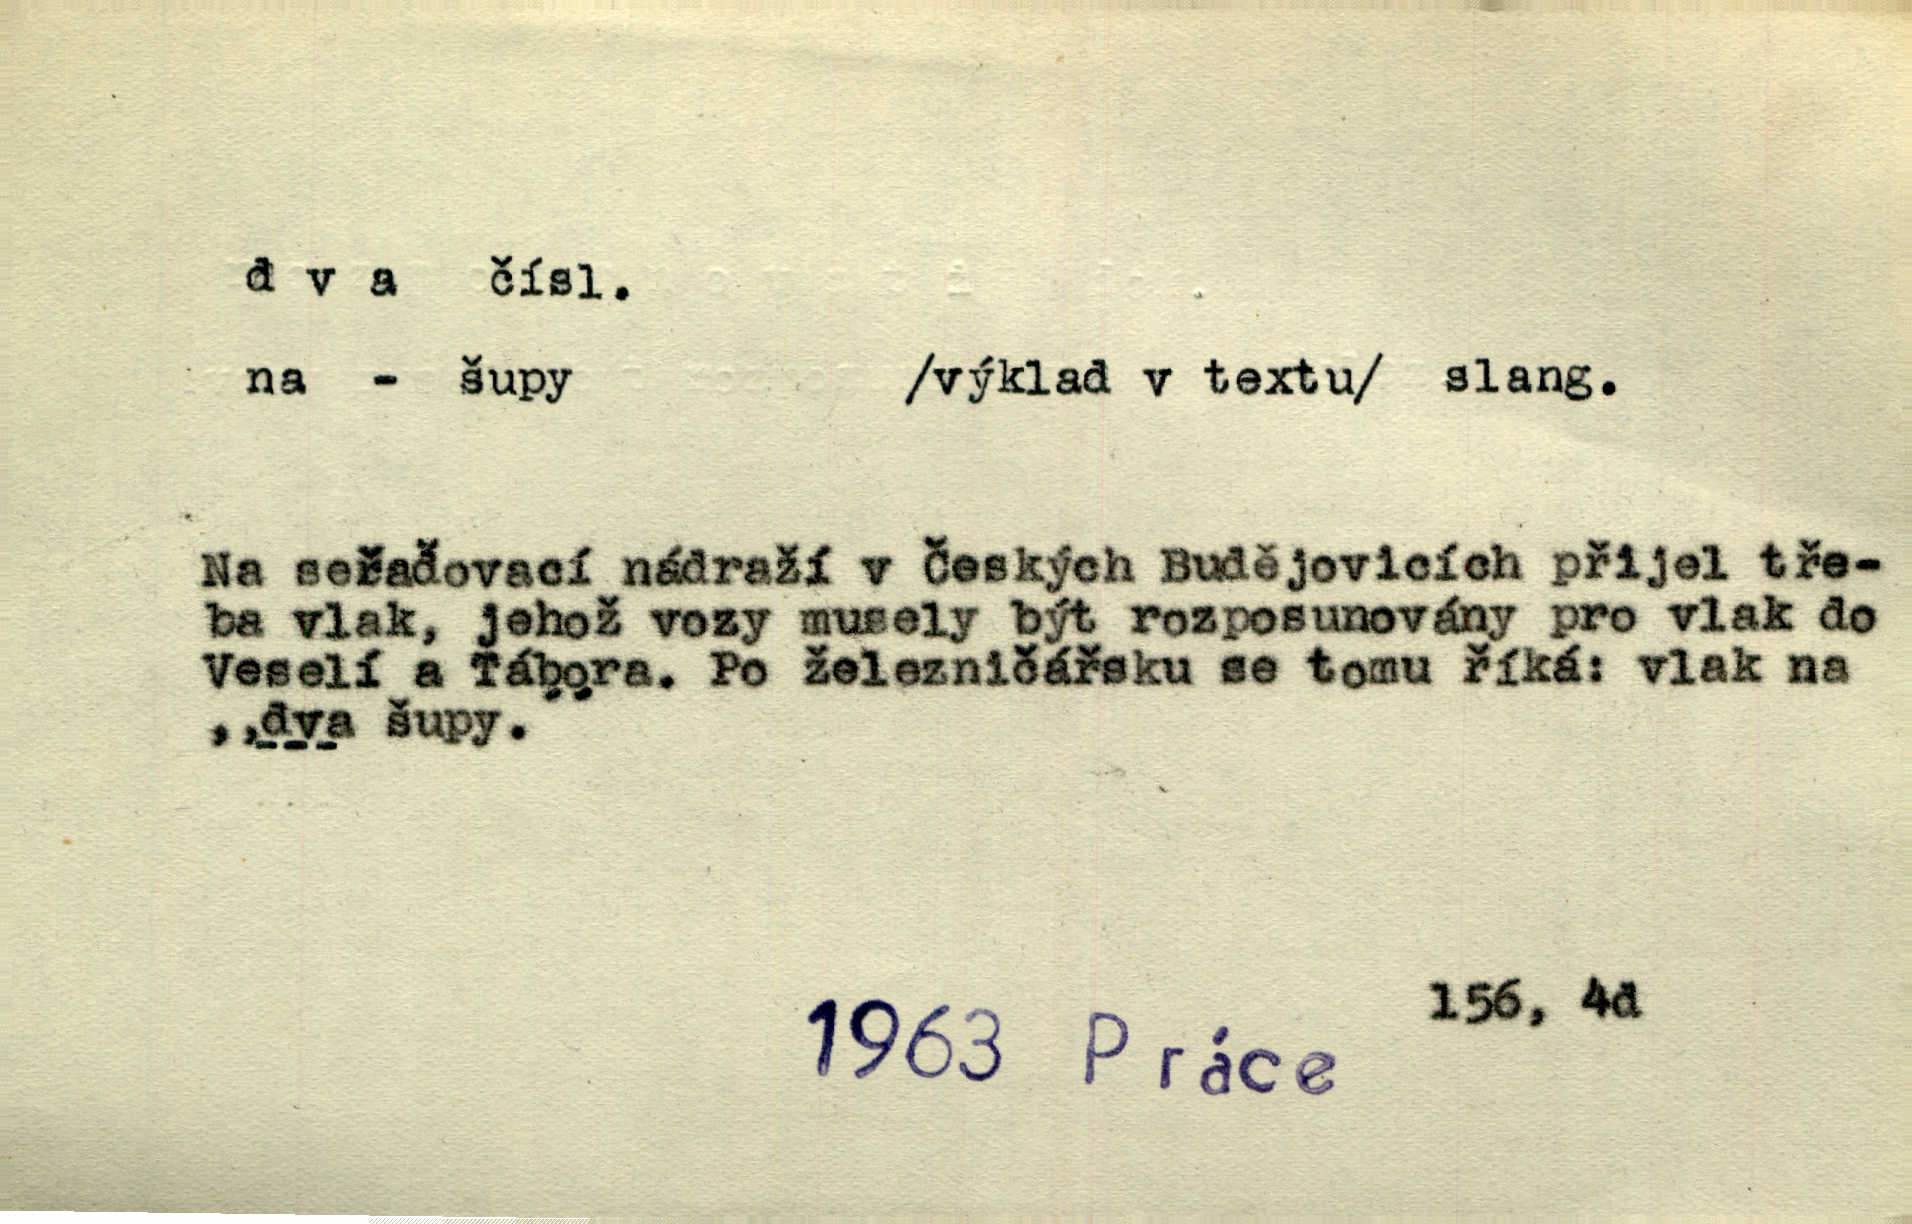 d v a čísl.
na - šupy /výklad v textu/ slang.
Na seřaďovací nádraží v Českých Budějovicích přijel tře-
ba vlak, jehož vozy musely být rozposunovány pro vlak do
Veselí a Tábora. Po železničářsku se tomu říká: vlak na
,,dva šupy."
156, 4d
1963 Práce